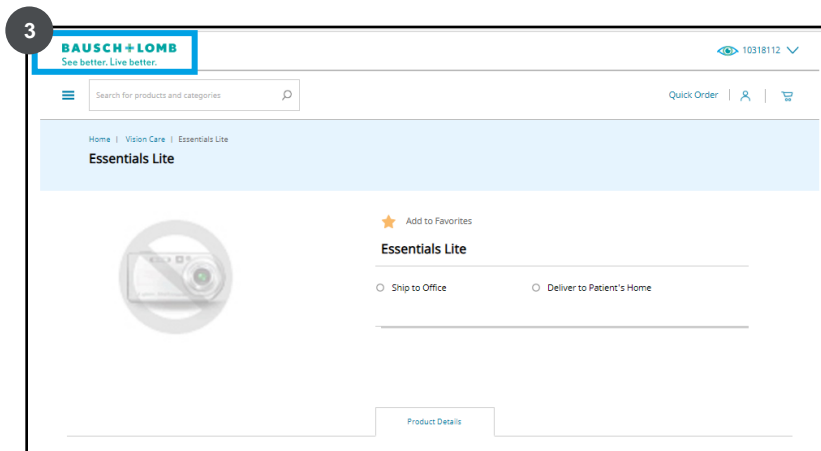 3
BAUSCH+LOMB
See better. Live better.
10318112
Search for products and categories
Quick Order
Home | Vision Care | Essentials Lite
Essentials Lite
Add to Favorites
Essentials Lite
Ship to Office
Deliver to Patient's Home
Product Details